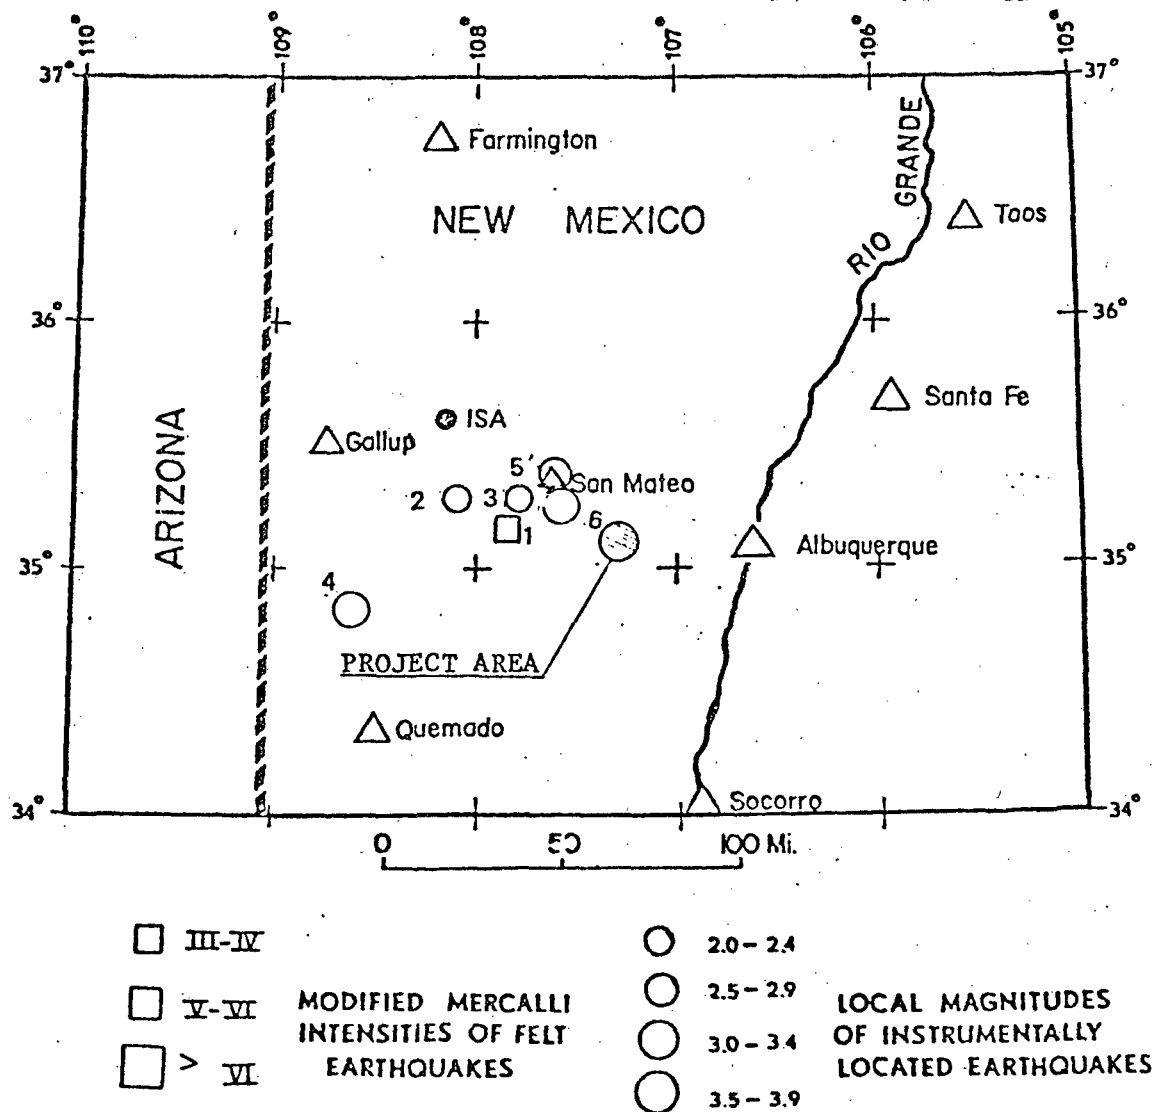 110°
109°
108°
107°
106°
105°
37°
37°
Farmington
GRANDE
NEW MEXICO
Taos
RIO
36°
36°
Santa Fe
ISA
ARIZONA
Gallup
5'
San Mateo
2
3
6
1
35°
Albuquerque
35°
4
PROJECT AREA
Quemado
Socorro
34°
34°
0 50 100 Mi.
III-IV
V-VI
> VI
MODIFIED MERCALLI
INTENSITIES OF FELT
EARTHQUAKES
2.0 - 2.4
2.5 - 2.9
3.0 - 3.4
3.5 - 3.9
LOCAL MAGNITUDES
OF INSTRUMENTALLY
LOCATED EARTHQUAKES